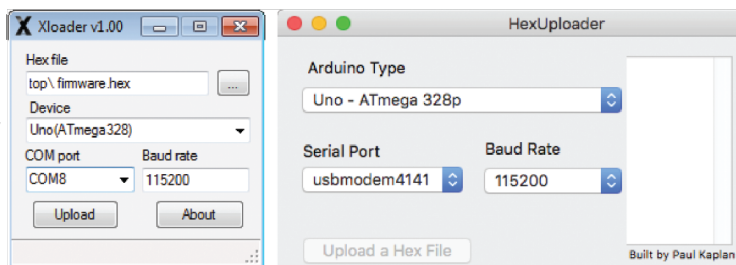 Xloader v1.00
Hex file
top\ firmware.hex
...
Device
Uno(ATmega328)
COM port Baud rate
COM8 115200
Upload About
HexUploader
Arduino Type
Uno - ATmega 328p
Serial Port Baud Rate
usbmodem4141 115200
Upload a Hex File
Built by Paul Kaplan